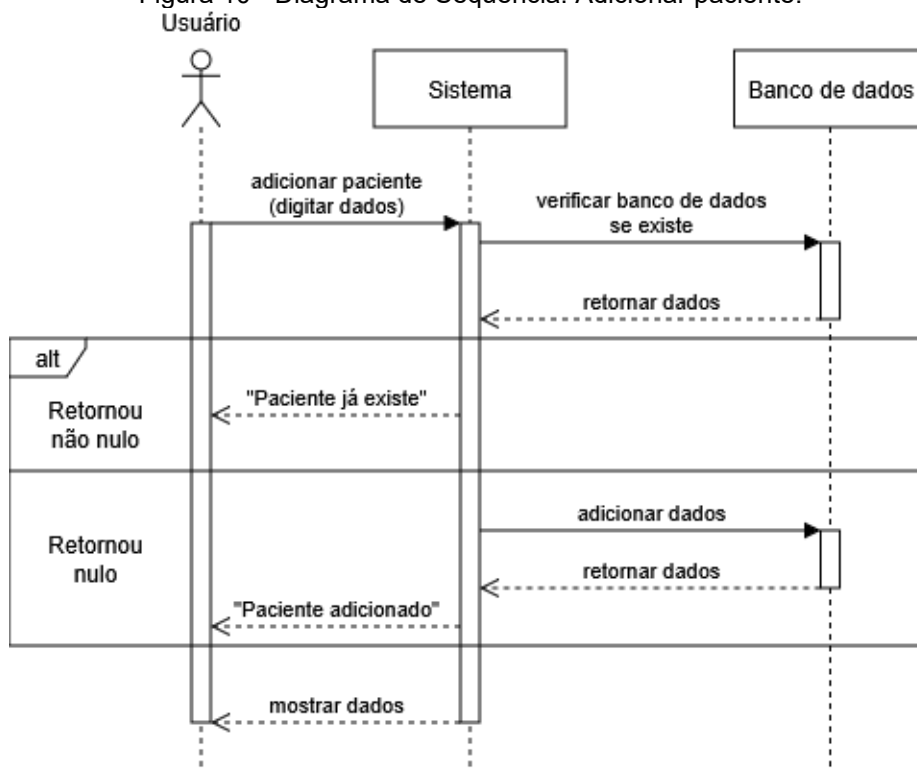 Usuário
Sistema
Banco de dados
adicionar paciente
(digitar dados)
verificar banco de dados
se existe
retornar dados
alt
Retornou
não nulo
"Paciente já existe"
Retornou
nulo
adicionar dados
retornar dados
"Paciente adicionado"
mostrar dados